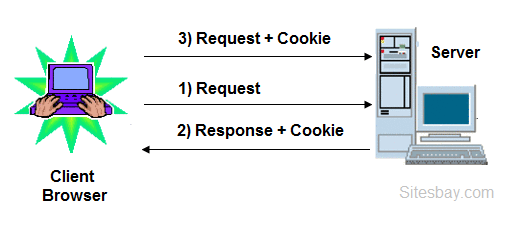 3) Request + Cookie
Server
1) Request
2) Response + Cookie
Client
Browser
Sitesbay.com